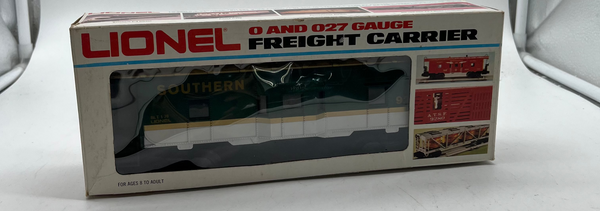 LIONEL
O AND O27 GAUGE
FREIGHT CARRIER
SOUTHERN
FOR AGES 8 TO ADULT